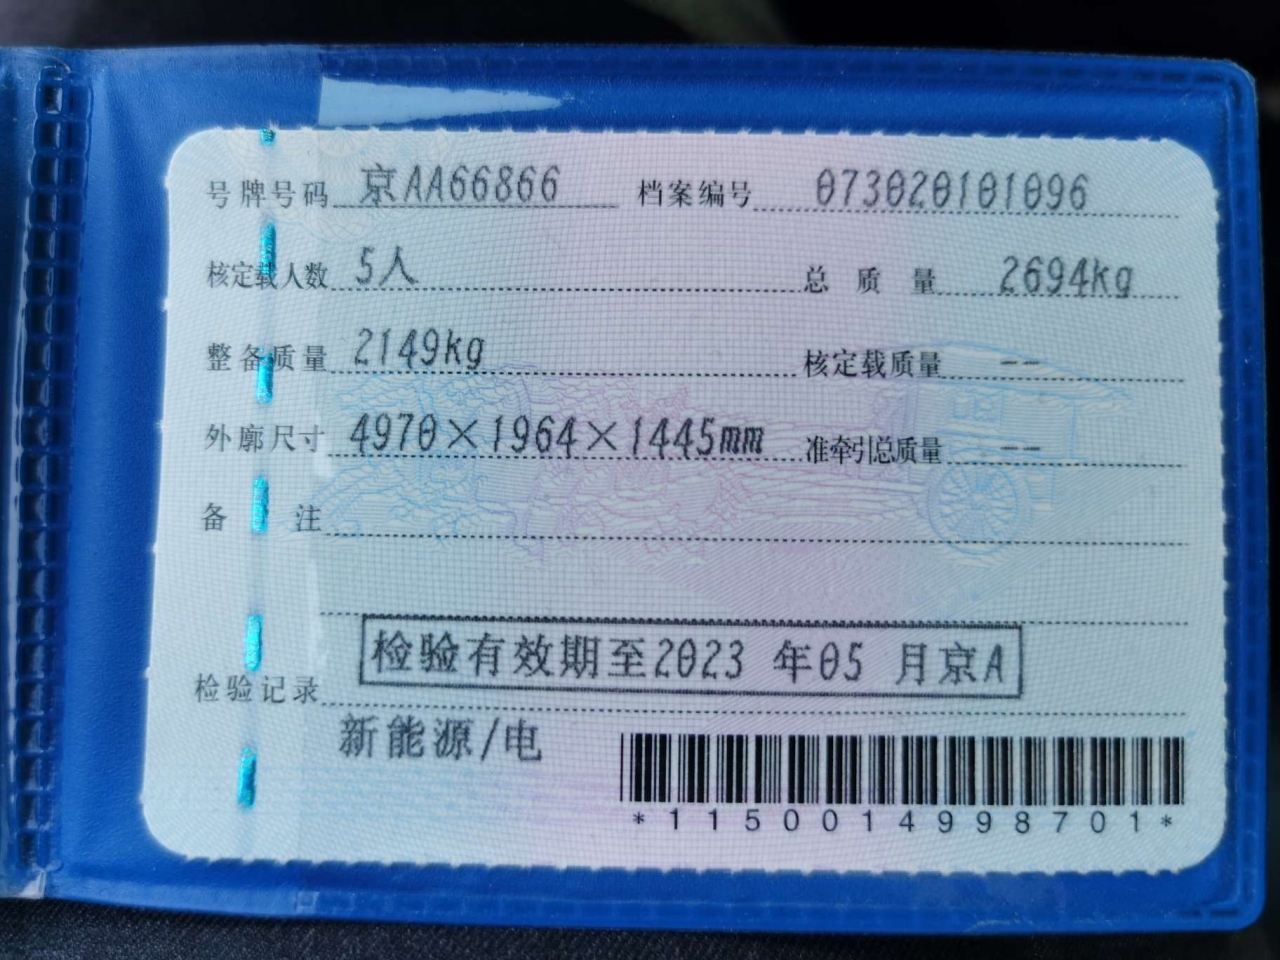 号牌号码 京AA66866 档案编号 073020101096
核定载人数 5人 总质量 2694kg
整备质量 2149kg 核定载质量 --
外廓尺寸 4970×1964×1445mm 准牵引总质量 --
备注
检验有效期至2023 年05 月京A
检验记录
新能源/电
*1150014998701*